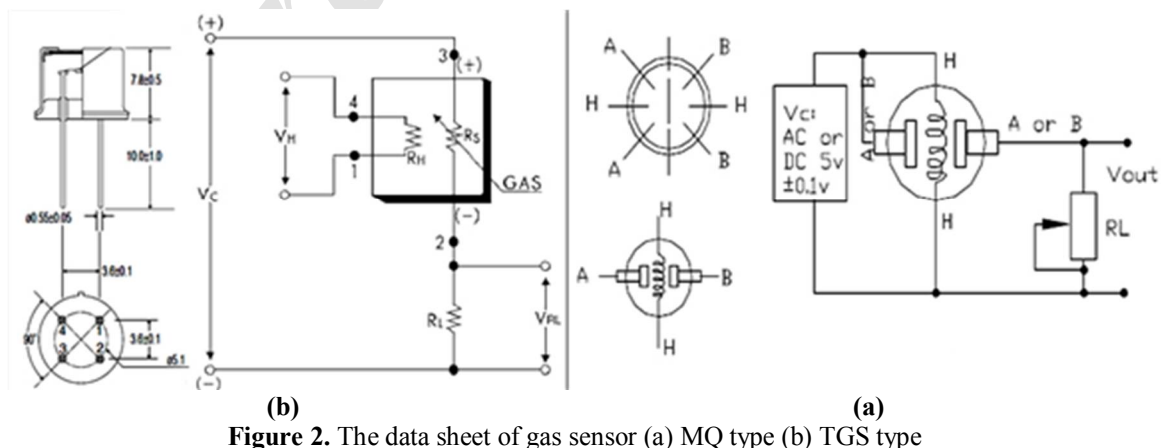 7.8±0.5
10.0±1.0
ø0.55±0.05
3.6±0.1
90°
4 1
3 2
3.6±0.1
ø5.1
(+)
3 (+)
4
VH
RH
RS
1
GAS
VC
(-)
2
RL
VRL
(-)
A B
H H
A B
H
A B
H
H
A or B
Vc:
AC or
DC 5v
±0.1v
A or B
Vout
H
RL
(b) (a)
Figure 2. The data sheet of gas sensor (a) MQ type (b) TGS type